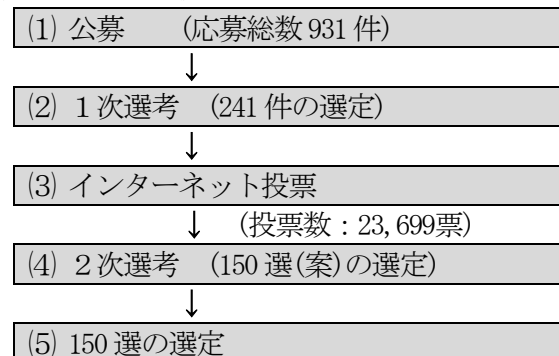 ⑴ 公募　　(応募総数 931 件)
↓
⑵ １次選考　(241 件の選定)
↓
⑶ インターネット投票
↓　(投票数：23,699票)
⑷ ２次選考　(150 選(案)の選定)
↓
⑸ 150 選の選定